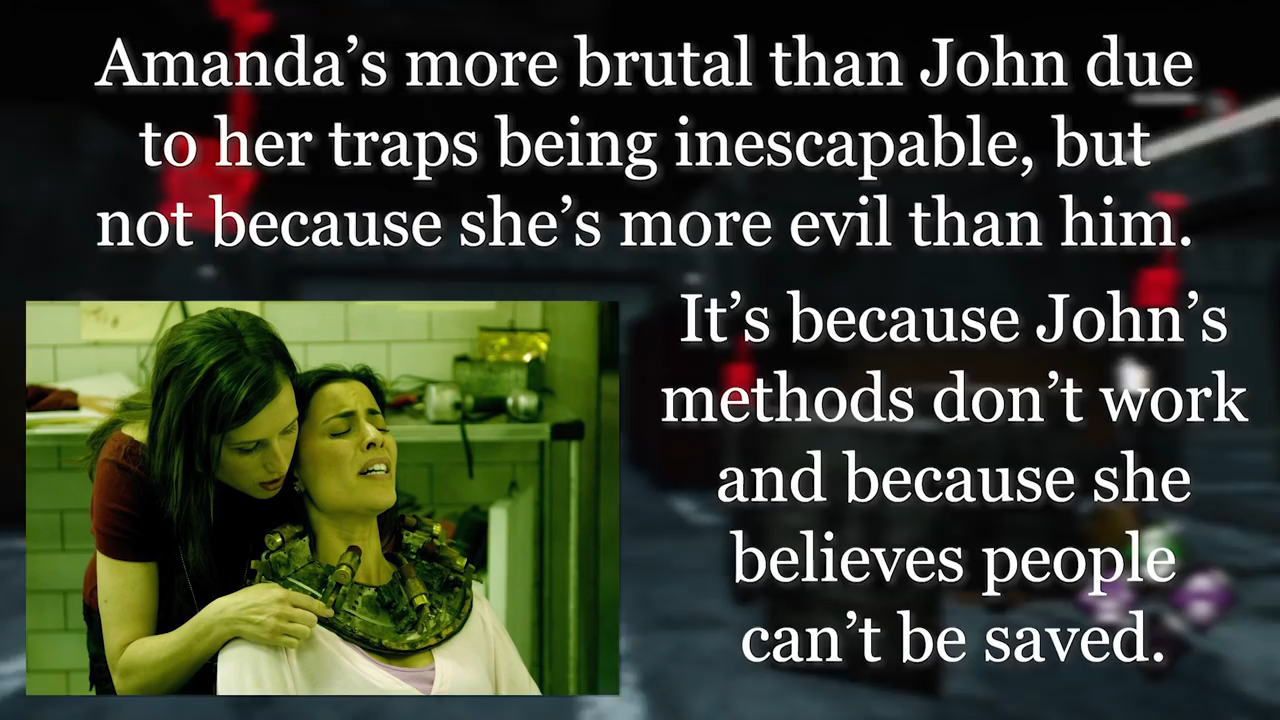 Amanda’s more brutal than John due
to her traps being inescapable, but
not because she’s more evil than him.
It’s because John’s
methods don’t work
and because she
believes people
can’t be saved.